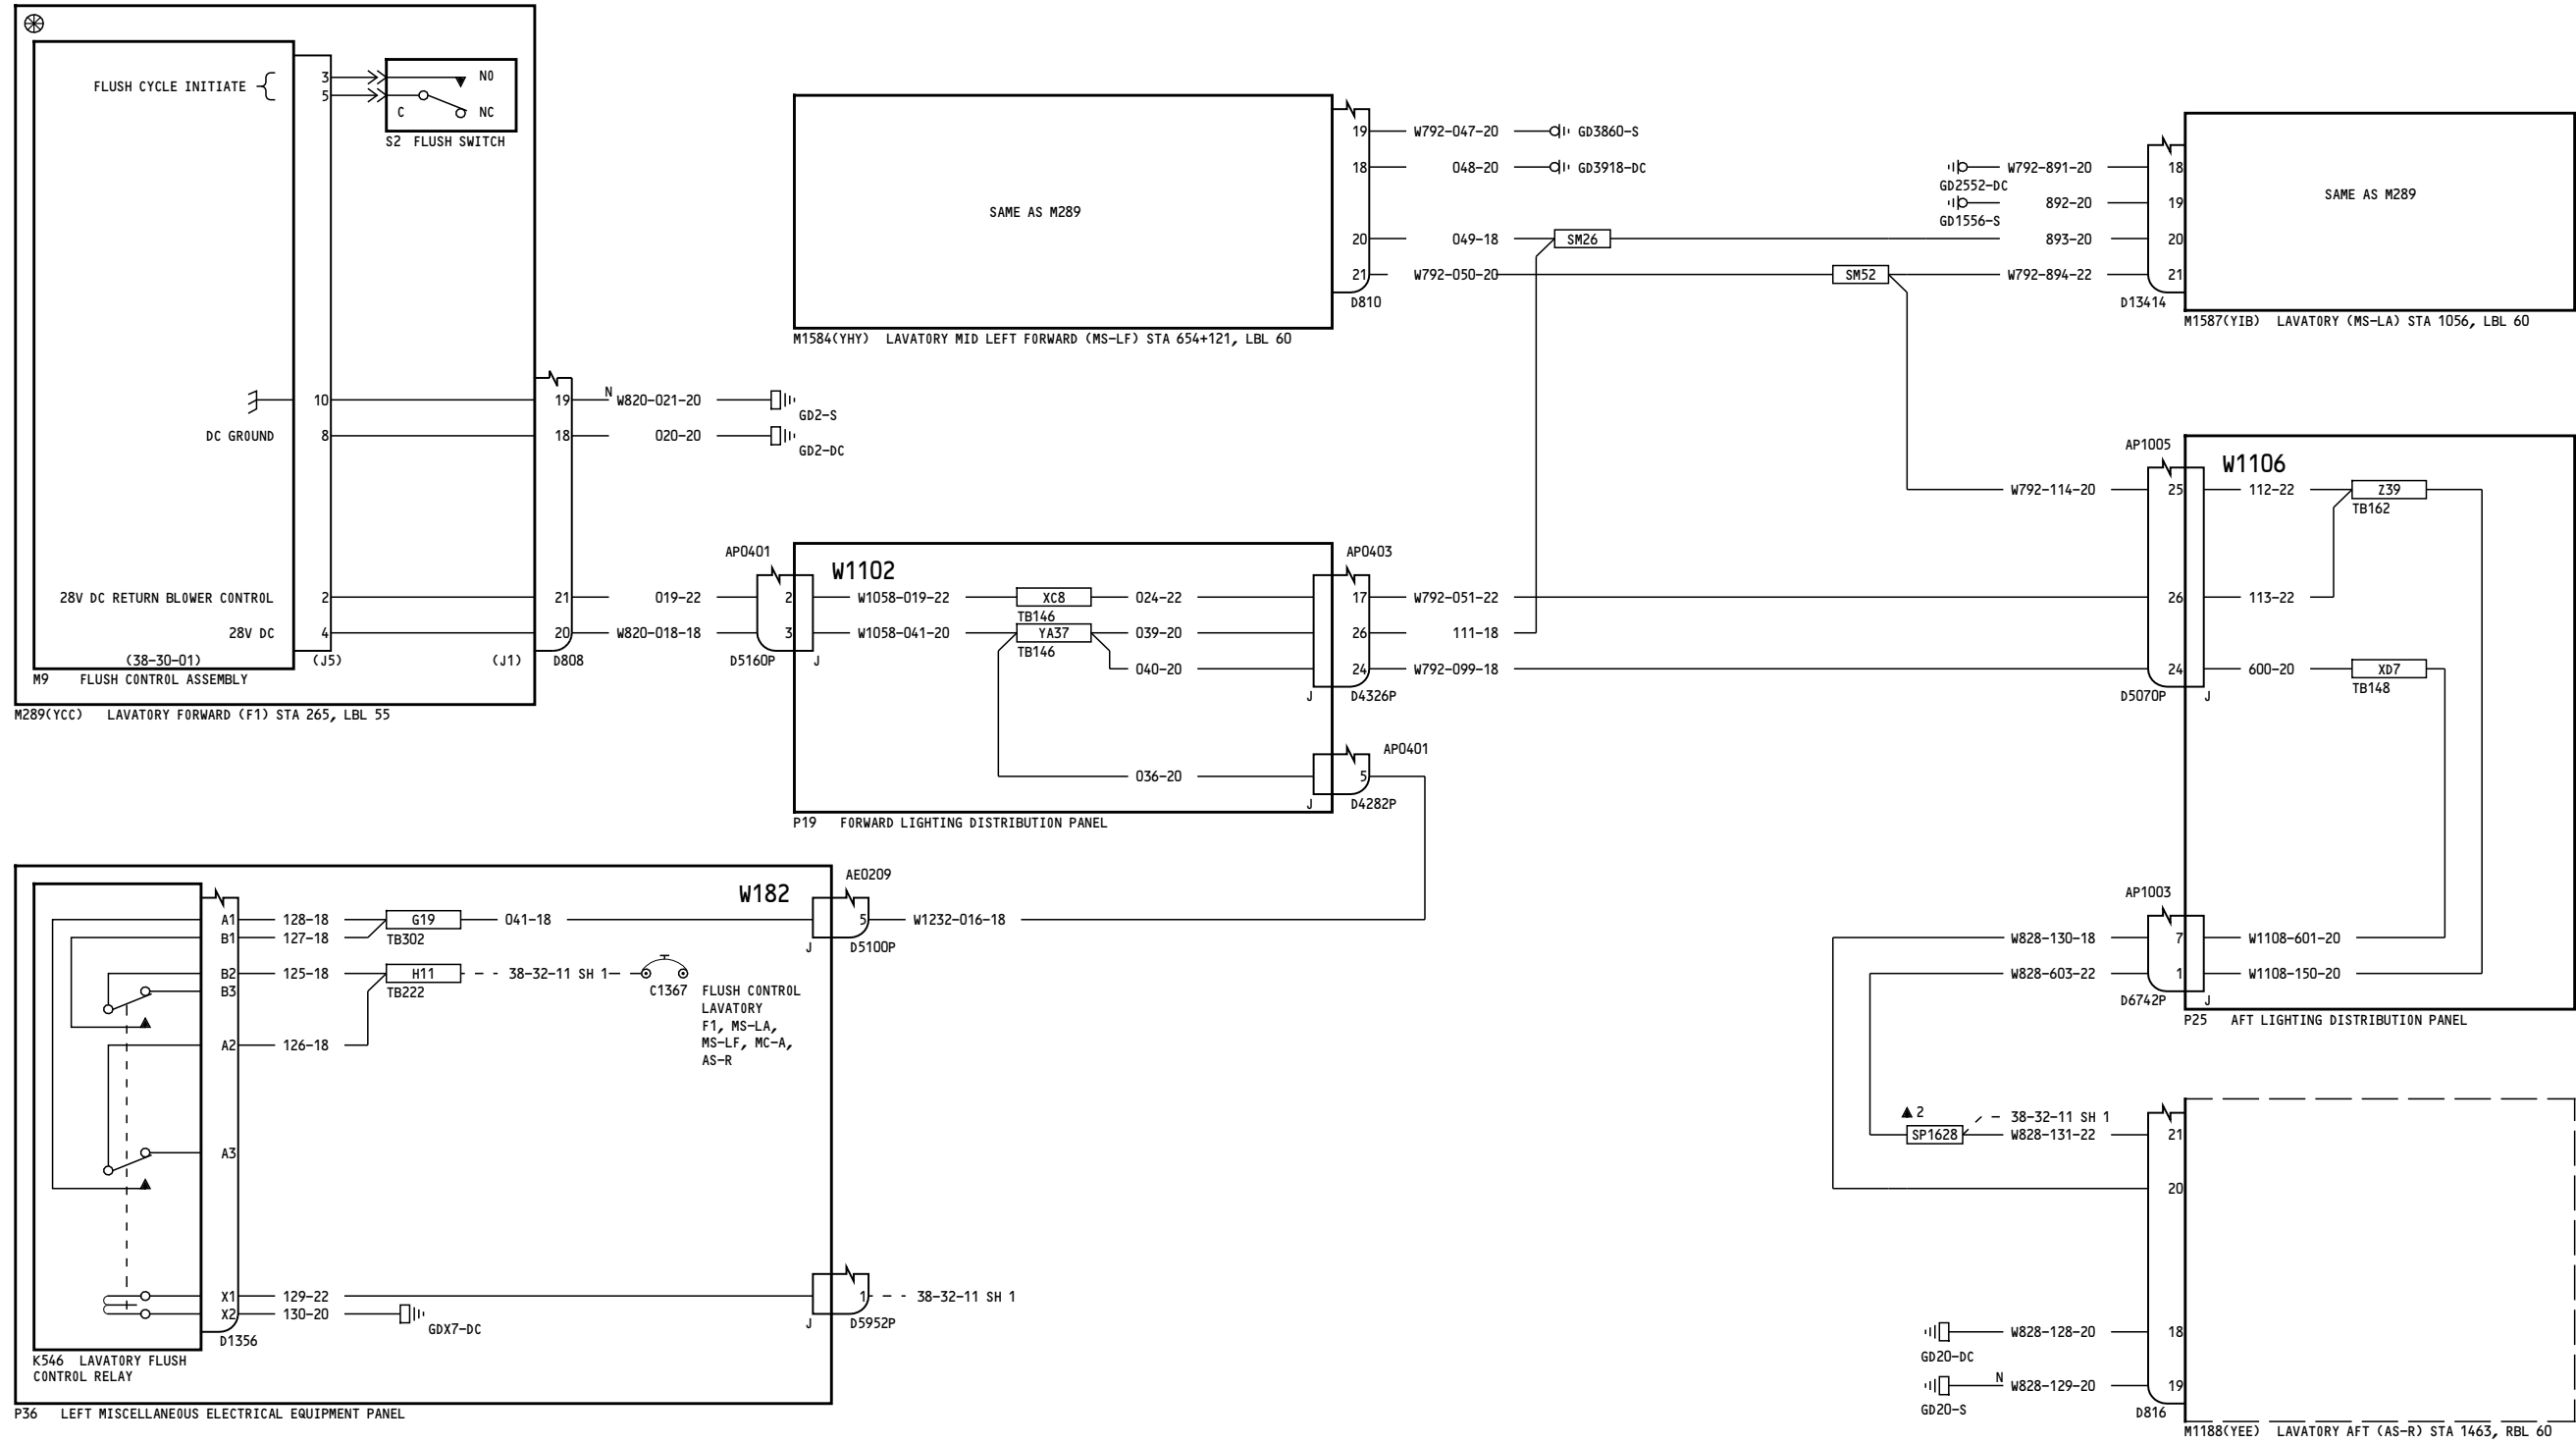 FLUSH CYCLE INITIATE
3
5
NO
C
NC
S2 FLUSH SWITCH
10
DC GROUND
8
28V DC RETURN BLOWER CONTROL
2
28V DC
4
(38-30-01)
(J5)
(J1)
M9 FLUSH CONTROL ASSEMBLY
M289(YCC) LAVATORY FORWARD (F1) STA 265, LBL 55
19
N
W820-021-20
GD2-S
18
020-20
GD2-DC
21
019-22
20
W820-018-18
D808
SAME AS M289
M1584(YHY) LAVATORY MID LEFT FORWARD (MS-LF) STA 654+121, LBL 60
19
W792-047-20
GD3860-S
18
048-20
GD3918-DC
20
049-18
SM26
21
W792-050-20
SM52
D810
GD2552-DC
W792-891-20
18
GD1556-S
892-20
19
893-20
20
W792-894-22
21
D13414
SAME AS M289
M1587(YIB) LAVATORY (MS-LA) STA 1056, LBL 60
AP0401
W1102
AP0403
2
W1058-019-22
XC8
024-22
17
W792-051-22
TB146
3
W1058-041-20
YA37
039-20
26
111-18
TB146
040-20
24
W792-099-18
D5160P
J
J
D4326P
AP0401
036-20
5
J
D4282P
P19 FORWARD LIGHTING DISTRIBUTION PANEL
AP1005
W1106
W792-114-20
25
112-22
Z39
TB162
26
113-22
24
600-20
XD7
TB148
D5070P
J
AP1003
W828-130-18
7
W1108-601-20
W828-603-22
1
W1108-150-20
D6742P
J
P25 AFT LIGHTING DISTRIBUTION PANEL
W182
AE0209
A1
128-18
G19
041-18
5
W1232-016-18
B1
127-18
TB302
J
D5100P
B2
125-18
H11
38-32-11 SH 1
C1367
B3
TB222
FLUSH CONTROL
LAVATORY
F1, MS-LA,
MS-LF, MC-A,
AS-R
A2
126-18
A3
X1
129-22
1
38-32-11 SH 1
X2
130-20
GDX7-DC
J
D5952P
D1356
K546 LAVATORY FLUSH
CONTROL RELAY
P36 LEFT MISCELLANEOUS ELECTRICAL EQUIPMENT PANEL
2
38-32-11 SH 1
SP1628
W828-131-22
21
20
W828-128-20
18
GD20-DC
N
W828-129-20
19
GD20-S
D816
M1188(YEE) LAVATORY AFT (AS-R) STA 1463, RBL 60